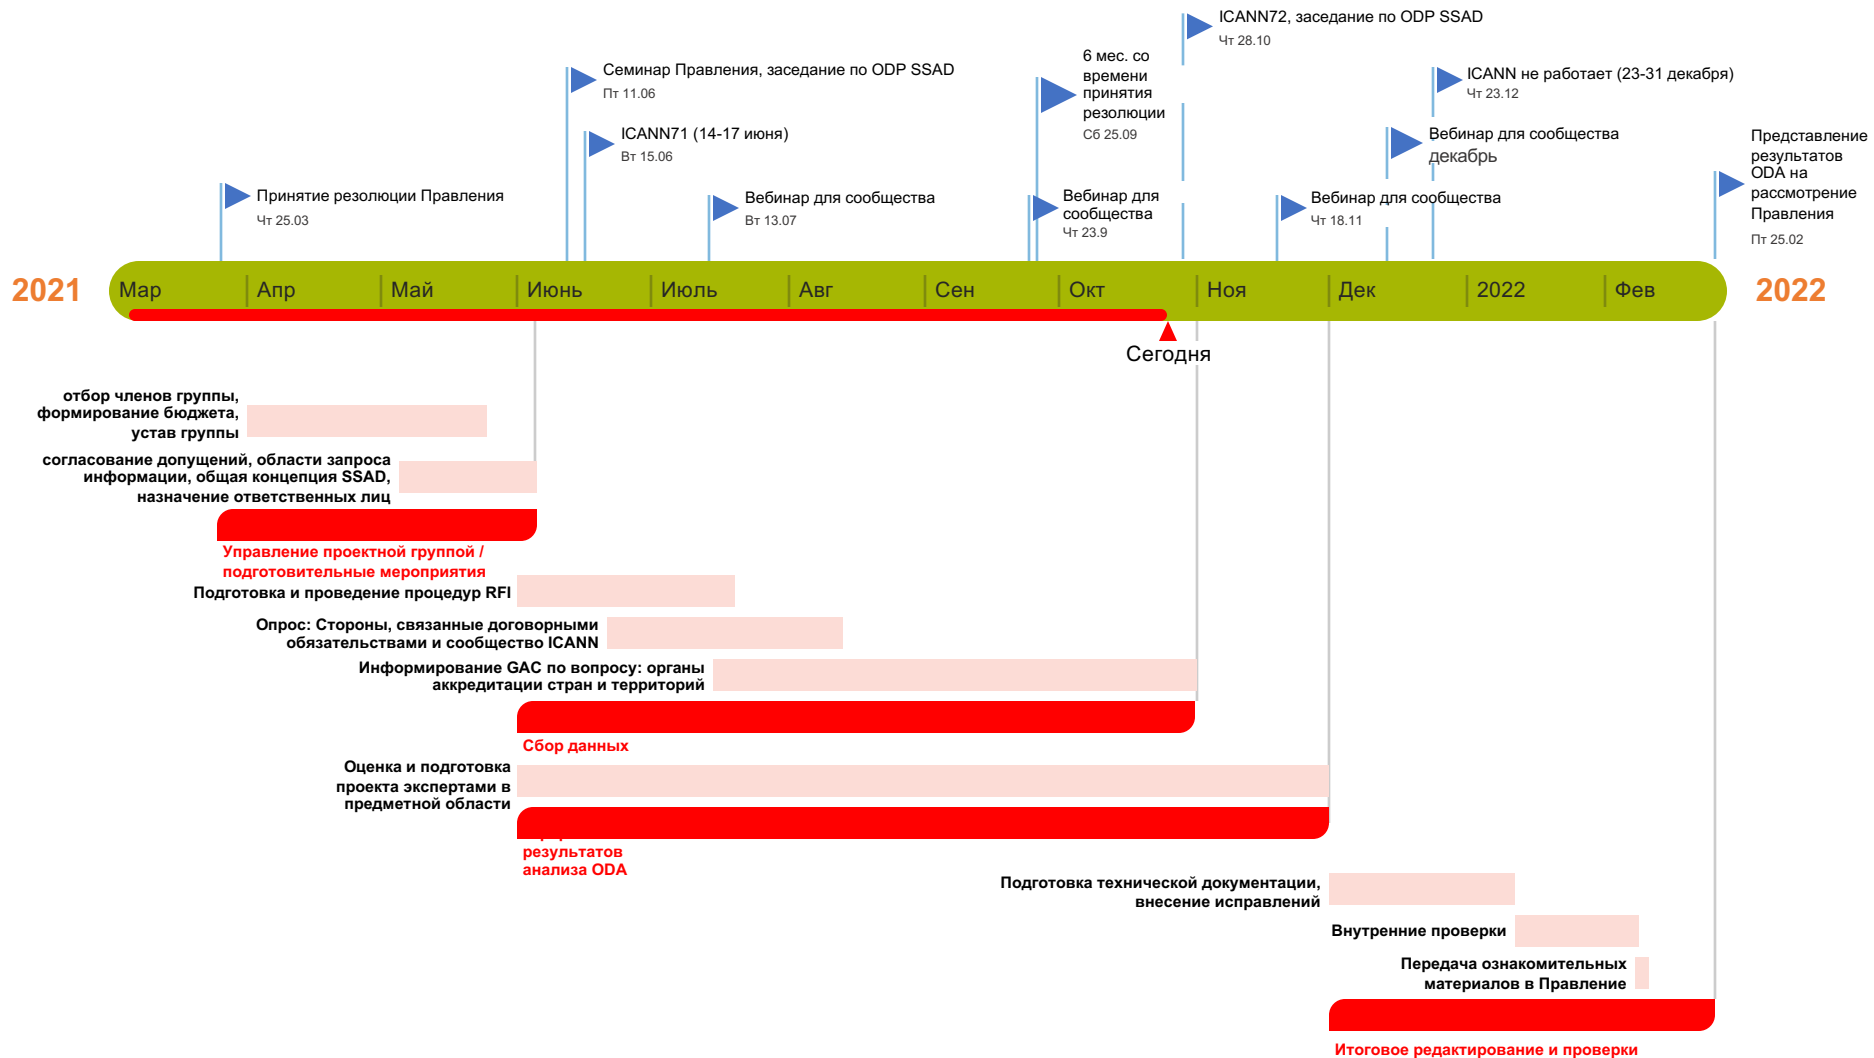 ICANN72, заседание по ODP SSAD
Чт 28.10
6 мес. со
времени
принятия
резолюции
Сб 25.09
Семинар Правления, заседание по ODP SSAD
Пт 11.06
ICANN не работает (23-31 декабря)
Чт 23.12
ICANN71 (14-17 июня)
Вт 15.06
Вебинар для сообщества
декабрь
Представление
результатов
ODA на
рассмотрение
Правления
Пт 25.02
Принятие резолюции Правления
Чт 25.03
Вебинар для сообщества
Вт 13.07
Вебинар для
сообщества
Чт 23.9
Вебинар для сообщества
Чт 18.11
2021 Мар Апр Май Июнь Июль Авг Сен Окт Ноя Дек 2022 Фев 2022
Сегодня
отбор членов группы,
формирование бюджета,
устав группы
согласование допущений, области запроса
информации, общая концепция SSAD,
назначение ответственных лиц
Управление проектной группой /
подготовительные мероприятия
Подготовка и проведение процедур RFI
Опрос: Стороны, связанные договорными
обязательствами и сообщество ICANN
Информирование GAC по вопросу: органы
аккредитации стран и территорий
Сбор данных
Оценка и подготовка
проекта экспертами в
предметной области
результатов
анализа ODA
Подготовка технической документации,
внесение исправлений
Внутренние проверки
Передача ознакомительных
материалов в Правление
Итоговое редактирование и проверки